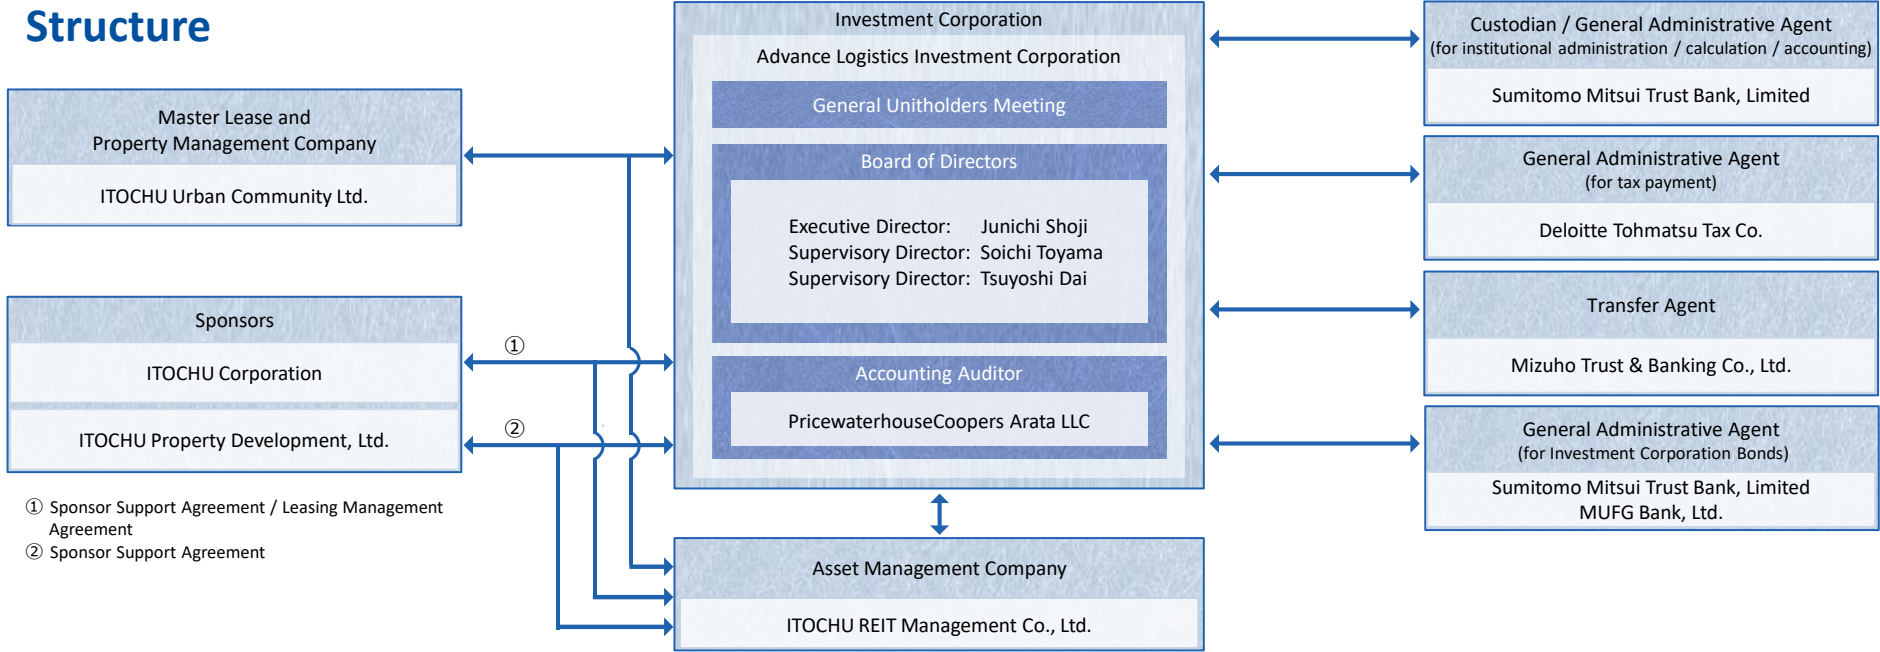 Structure
Master Lease and
Property Management Company
ITOCHU Urban Community Ltd.
Sponsors
ITOCHU Corporation
ITOCHU Property Development, Ltd.
①
②
① Sponsor Support Agreement / Leasing Management
Agreement
② Sponsor Support Agreement
Investment Corporation
Advance Logistics Investment Corporation
General Unitholders Meeting
Board of Directors
Executive Director: Junichi Shoji
Supervisory Director: Soichi Toyama
Supervisory Director: Tsuyoshi Dai
Accounting Auditor
PricewaterhouseCoopers Arata LLC
Asset Management Company
ITOCHU REIT Management Co., Ltd.
Custodian / General Administrative Agent
(for institutional administration / calculation / accounting)
Sumitomo Mitsui Trust Bank, Limited
General Administrative Agent
(for tax payment)
Deloitte Tohmatsu Tax Co.
Transfer Agent
Mizuho Trust & Banking Co., Ltd.
General Administrative Agent
(for Investment Corporation Bonds)
Sumitomo Mitsui Trust Bank, Limited
MUFG Bank, Ltd.